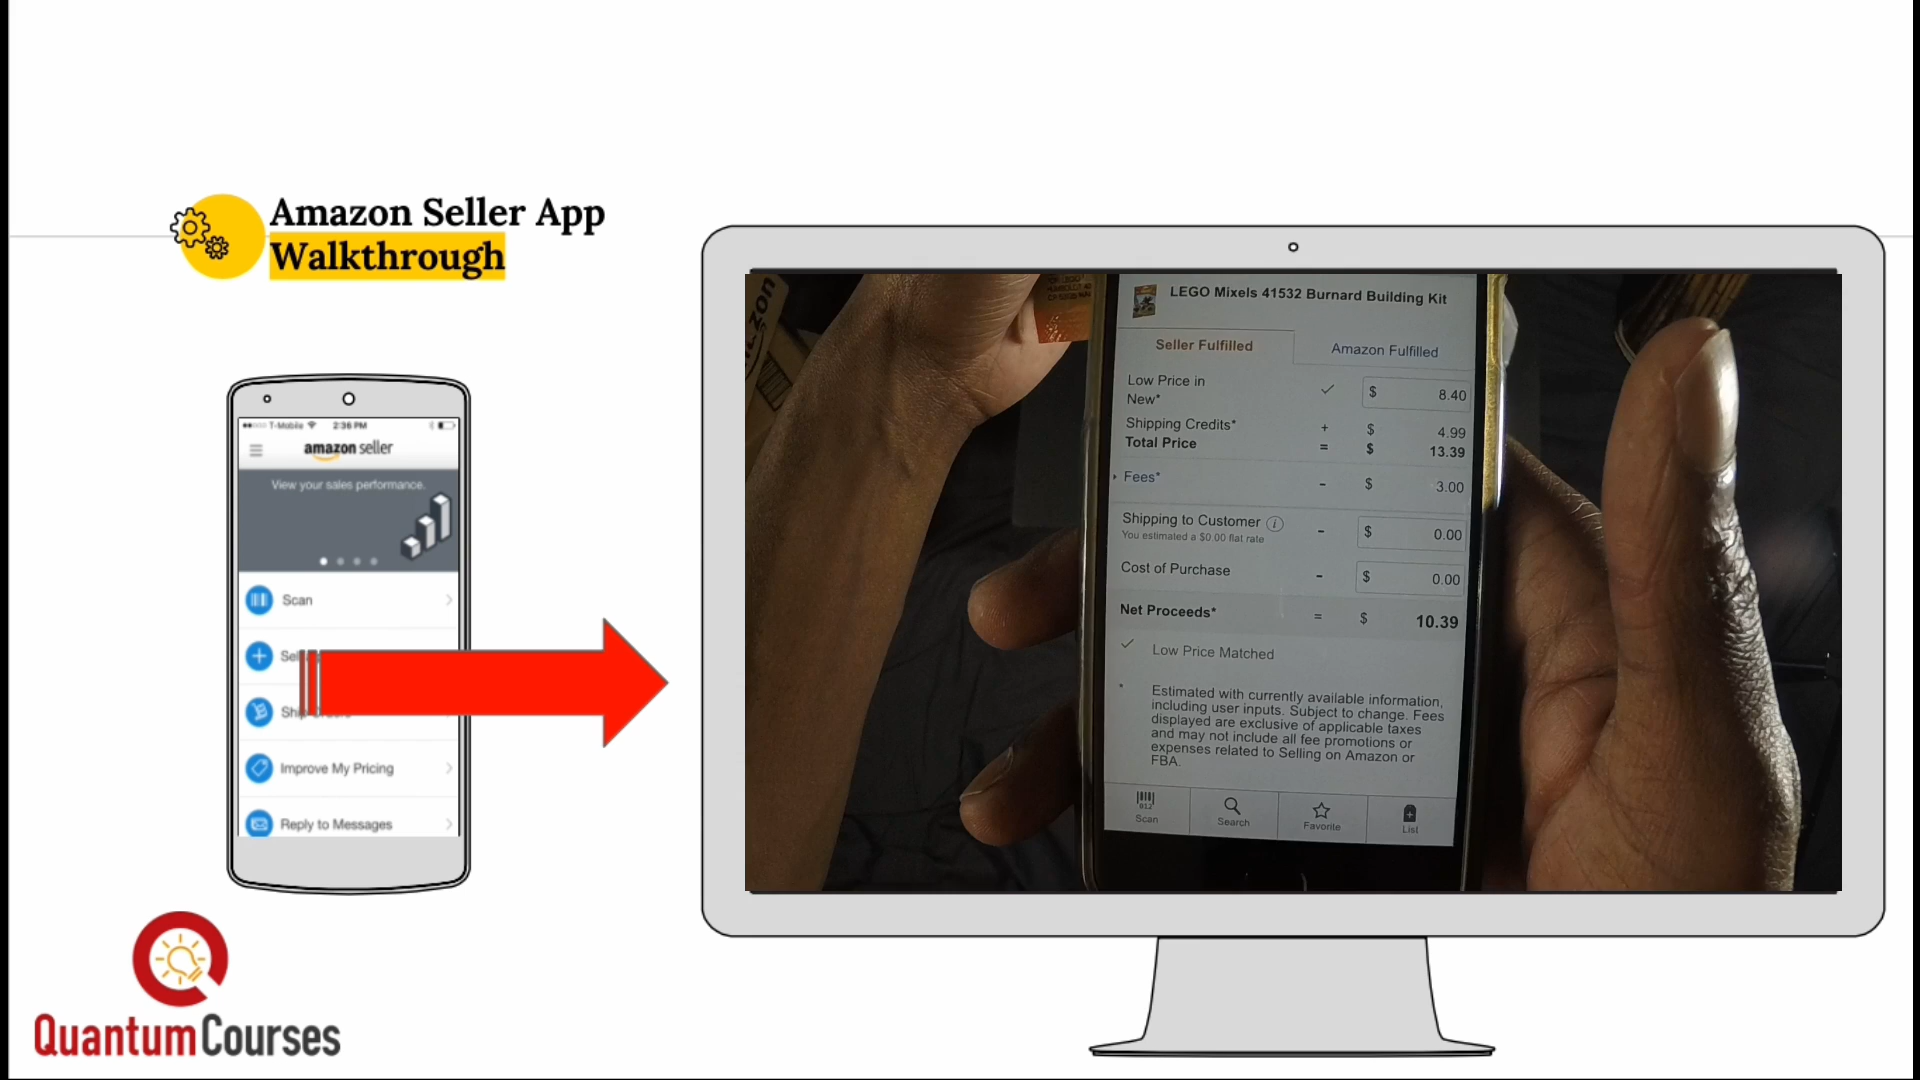 Amazon Seller App
Walkthrough
T-Mobile
2:36 PM
amazon seller
View your sales performance.
Scan
Improve My Pricing
Reply to Messages
QuantumCourses
LEGO Mixels 41532 Burnard Building Kit
Seller Fulfilled
Amazon Fulfilled
Low Price in
New*
✓ $ 8.40
Shipping Credits* + $ 4.99
Total Price = $ 13.39
Fees* - $ 3.00
Shipping to Customer i - $ 0.00
You estimated a $0.00 flat rate
Cost of Purchase - $ 0.00
Net Proceeds* = $ 10.39
✓ Low Price Matched
* Estimated with currently available information,
including user inputs. Subject to change. Fees
displayed are exclusive of applicable taxes
and may not include all fee promotions or
expenses related to Selling on Amazon or
FBA.
Scan
Search
Favorite
List